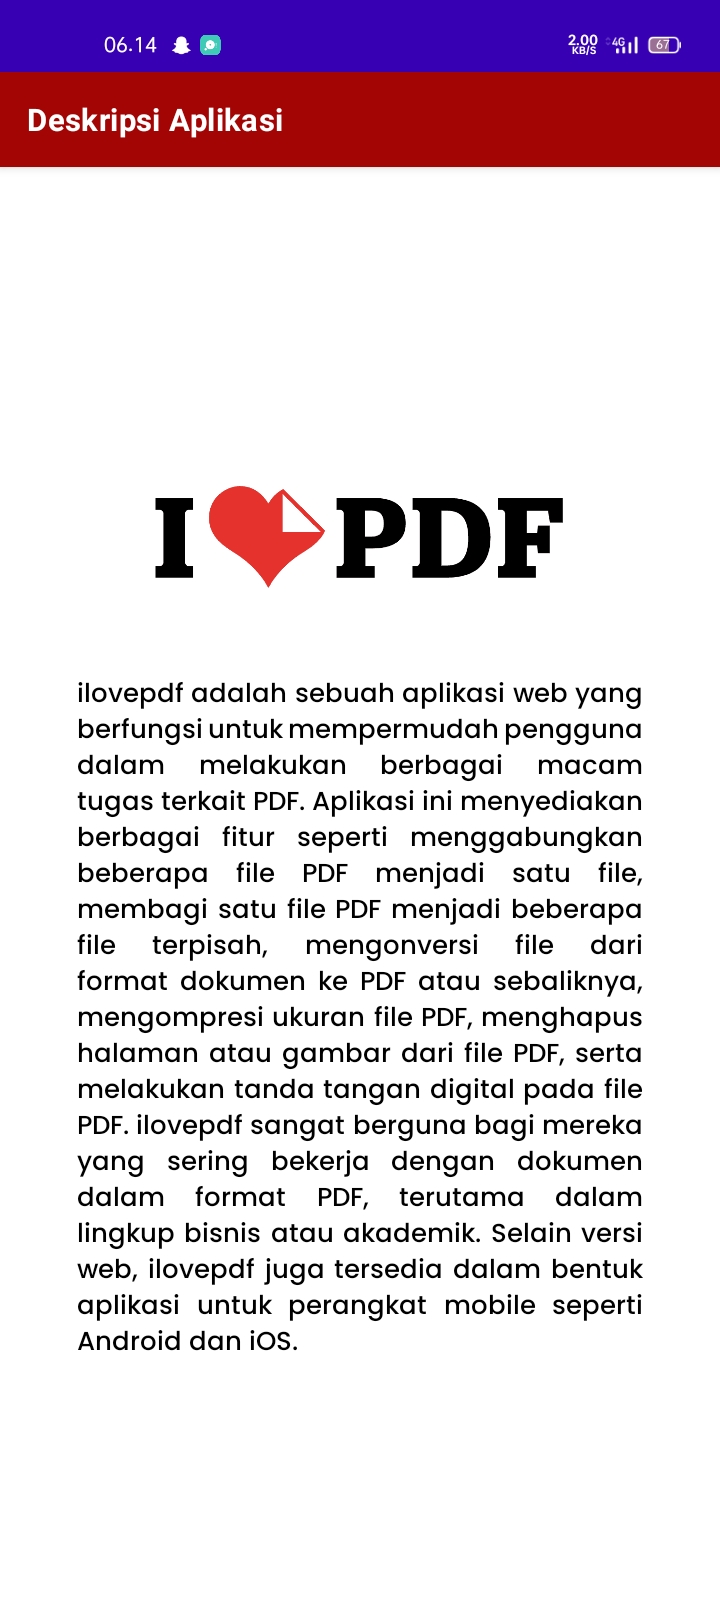 06.14
2.00
KB/S
4G
67
Deskripsi Aplikasi
I PDF
ilovepdf adalah sebuah aplikasi web yang
berfungsi untuk mempermudah pengguna
dalam melakukan berbagai macam
tugas terkait PDF. Aplikasi ini menyediakan
berbagai fitur seperti menggabungkan
beberapa file PDF menjadi satu file,
membagi satu file PDF menjadi beberapa
file terpisah, mengonversi file dari
format dokumen ke PDF atau sebaliknya,
mengompresi ukuran file PDF, menghapus
halaman atau gambar dari file PDF, serta
melakukan tanda tangan digital pada file
PDF. ilovepdf sangat berguna bagi mereka
yang sering bekerja dengan dokumen
dalam format PDF, terutama dalam
lingkup bisnis atau akademik. Selain versi
web, ilovepdf juga tersedia dalam bentuk
aplikasi untuk perangkat mobile seperti
Android dan iOS.